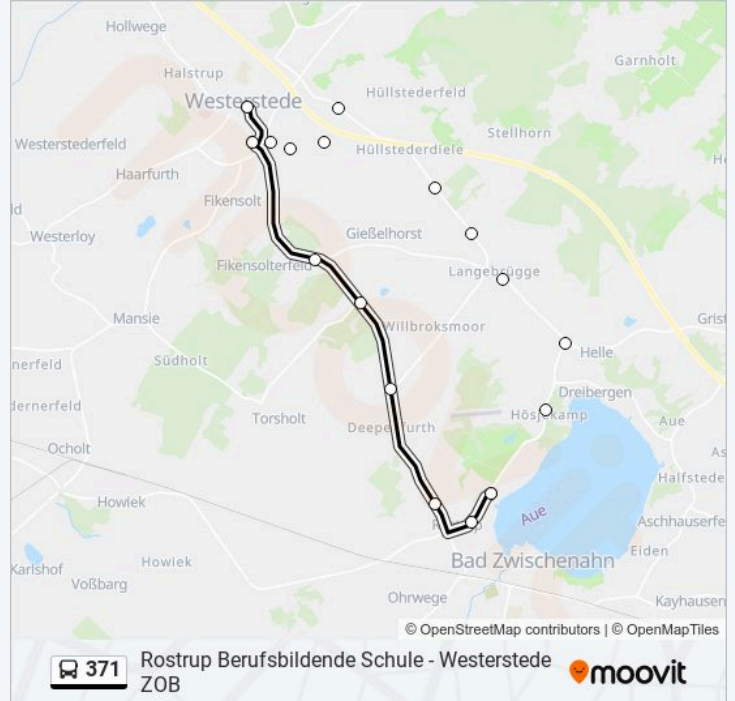 Hollwege
Garnholt
Halstrup
Hüllstederfeld
Westerstede
Stellhorn
Westerstederfeld
Hüllstederdiele
Haarfurth
Fikensolt
ld
Westerloy
Gießelhorst
Fikensolterfeld
Langebrügge
Mansie
Willbroksmoor
Grist
Helle
Südholt
nerfeld
Dreibergen
dernerfeld
Torsholt
Hösjekamp
Aue
Ocholt
Halfstede
Howiek
Aue
Aschhauserfe
Karlshof
Howiek
Bad Zwischenahn
Eiden
Voßbarg
Ohrwege
Kayhausen
© OpenStreetMap contributors | © OpenMapTiles
371
Rostrup Berufsbildende Schule - Westerstede
ZOB
moovit